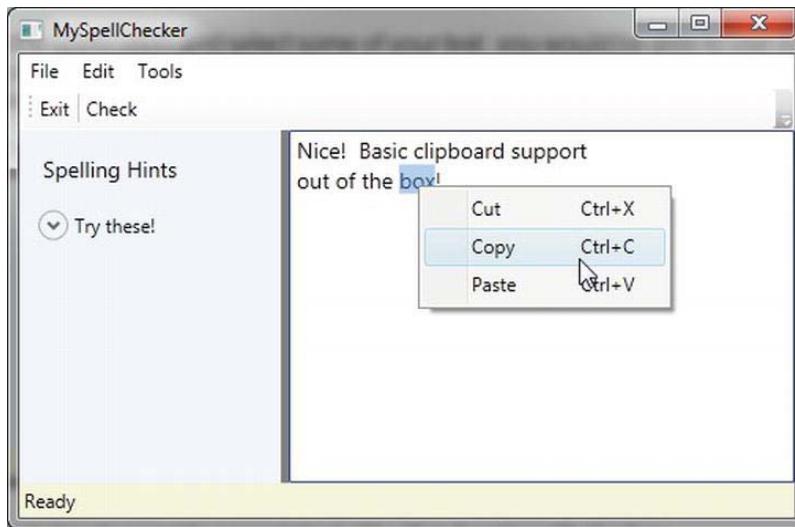 MySpellChecker
File Edit Tools
Exit Check
Spelling Hints
Try these!
Nice!  Basic clipboard support
out of the box!
Cut Ctrl+X
Copy Ctrl+C
Paste Ctrl+V
Ready